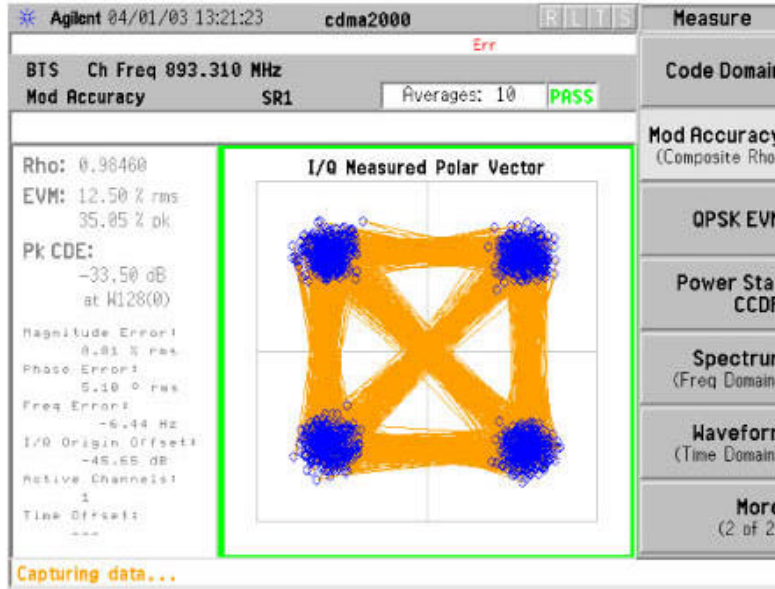 Agilent 04/01/03 13:21:23 cdma2000 R L T S
Err
BTS Ch Freq 893.310 MHz
Mod Accuracy SR1 Averages: 10 PASS
Rho: 0.98460
EVM: 12.50 % rms
35.05 % pk
Pk CDE:
-33.50 dB
at W128(0)
Magnitude Error:
% rms
Phase Error:
5.10 ° rms
Freq Error:
-6.44 Hz
I/Q Origin Offset:
-45.65 dB
Active Channels:
1
Time Offset:
---
I/Q Measured Polar Vector
Measure
Code Domain
Mod Accuracy
(Composite Rho
QPSK EVM
Power Sta
CCDF
Spectrum
(Freq Domain
Waveform
(Time Domain
More
(2 of 2
Capturing data...